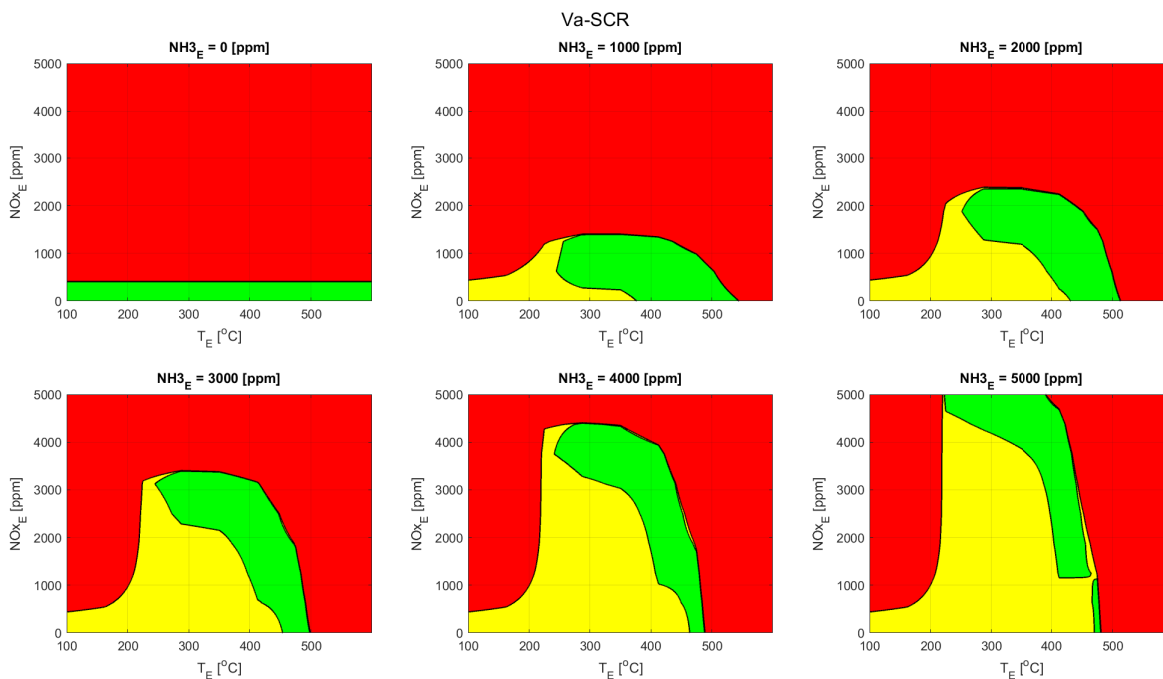 Va-SCR
NH3E = 0 [ppm]
5000
4000
3000
2000
1000
0
NOxE [ppm]
100 200 300 400 500
TE [oC]
NH3E = 1000 [ppm]
5000
4000
3000
2000
1000
0
NOxE [ppm]
100 200 300 400 500
TE [oC]
NH3E = 2000 [ppm]
5000
4000
3000
2000
1000
0
NOxE [ppm]
100 200 300 400 500
TE [oC]
NH3E = 3000 [ppm]
5000
4000
3000
2000
1000
0
NOxE [ppm]
100 200 300 400 500
TE [oC]
NH3E = 4000 [ppm]
5000
4000
3000
2000
1000
0
NOxE [ppm]
100 200 300 400 500
TE [oC]
NH3E = 5000 [ppm]
5000
4000
3000
2000
1000
0
NOxE [ppm]
100 200 300 400 500
TE [oC]